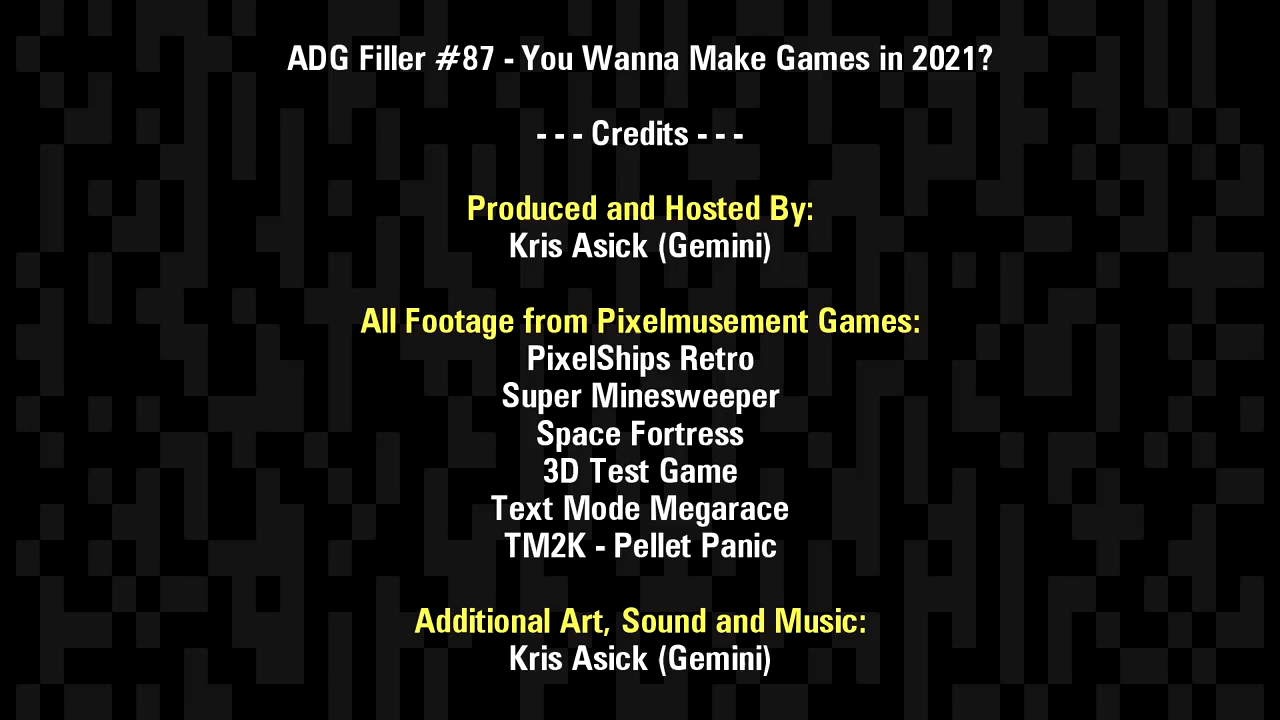 ADG Filler #87 - You Wanna Make Games in 2021?
- - - Credits - - -
Produced and Hosted By:
Kris Asick (Gemini)
All Footage from Pixelmusement Games:
PixelShips Retro
Super Minesweeper
Space Fortress
3D Test Game
Text Mode Megarace
TM2K - Pellet Panic
Additional Art, Sound and Music:
Kris Asick (Gemini)